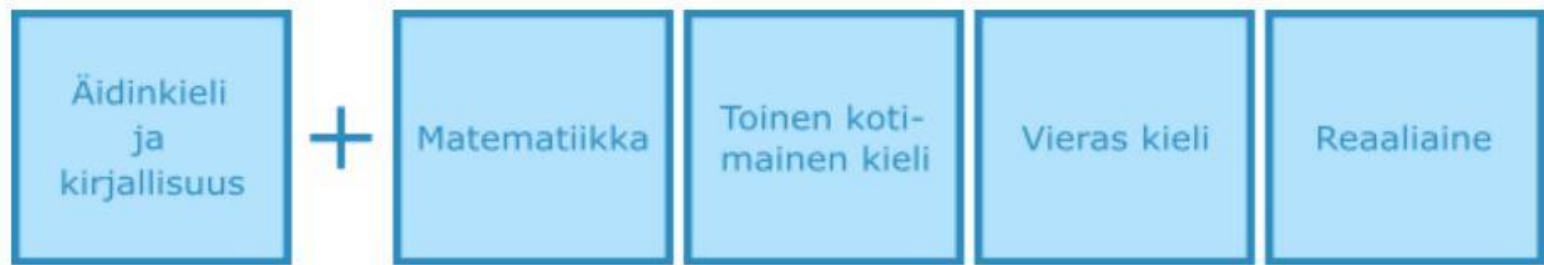 Äidinkieli
ja
kirjallisuus
+
Matematiikka
Toinen koti-
mainen kieli
Vieras kieli
Reaaliaine